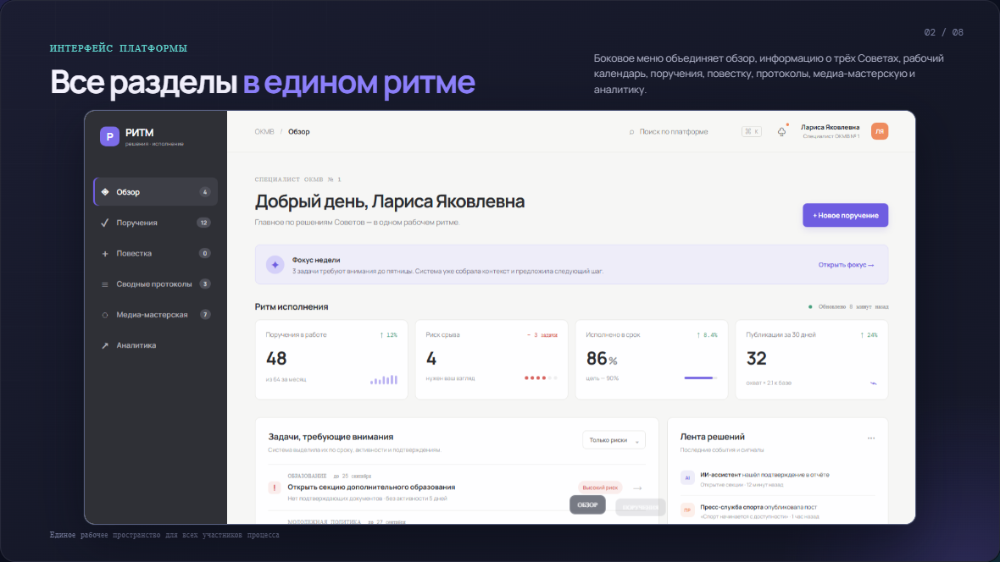 02 / 08
ИНТЕРФЕЙС ПЛАТФОРМЫ
Все разделы в едином ритме
Боковое меню объединяет обзор, информацию о трёх Советах, рабочий
календарь, поручения, повестку, протоколы, медиа-мастерскую и
аналитику.
Р
РИТМ
решения · исполнение
Обзор 4
Поручения 12
Повестка 0
Сводные протоколы 3
Медиа-мастерская 7
Аналитика
ОКМВ / Обзор
Поиск по платформе
⌘ K
Лариса Яковлевна
Специалист ОКМВ № 1
ЛЯ
СПЕЦИАЛИСТ ОКМВ № 1
Добрый день, Лариса Яковлевна
Главное по решениям Советов — в одном рабочем ритме.
+ Новое поручение
Фокус недели
3 задачи требуют внимания до пятницы. Система уже собрала контекст и предложила следующий шаг.
Открыть фокус →
Ритм исполнения
Обновлено 8 минут назад
Поручения в работе ↑ 12%
48
из 64 за месяц
Риск срыва − 3 задачи
4
нужен ваш взгляд
Исполнено в срок ↑ 8.4%
86%
цель — 90%
Публикации за 30 дней ↑ 24%
32
охват + 21 к базе
Задачи, требующие внимания
Система выделила их по сроку, активности и подтверждениям.
Только риски
ОБРАЗОВАНИЕ до 25 сентября
! Открыть секцию дополнительного образования
Высокий риск →
Нет подтверждающих документов · без активности 5 дней
МОЛОДЕЖНАЯ ПОЛИТИКА до 27 сентября
ОБЗОР
ПОРУЧЕНИЯ
Лента решений
Последние события и сигналы
AI
ИИ-ассистент нашёл подтверждение в отчёте
Открытие секции · 12 минут назад
ПР
Пресс-служба спорта опубликовала пост
«Спорт начинается с доступности» · 1 час назад
Единое рабочее пространство для всех участников процесса